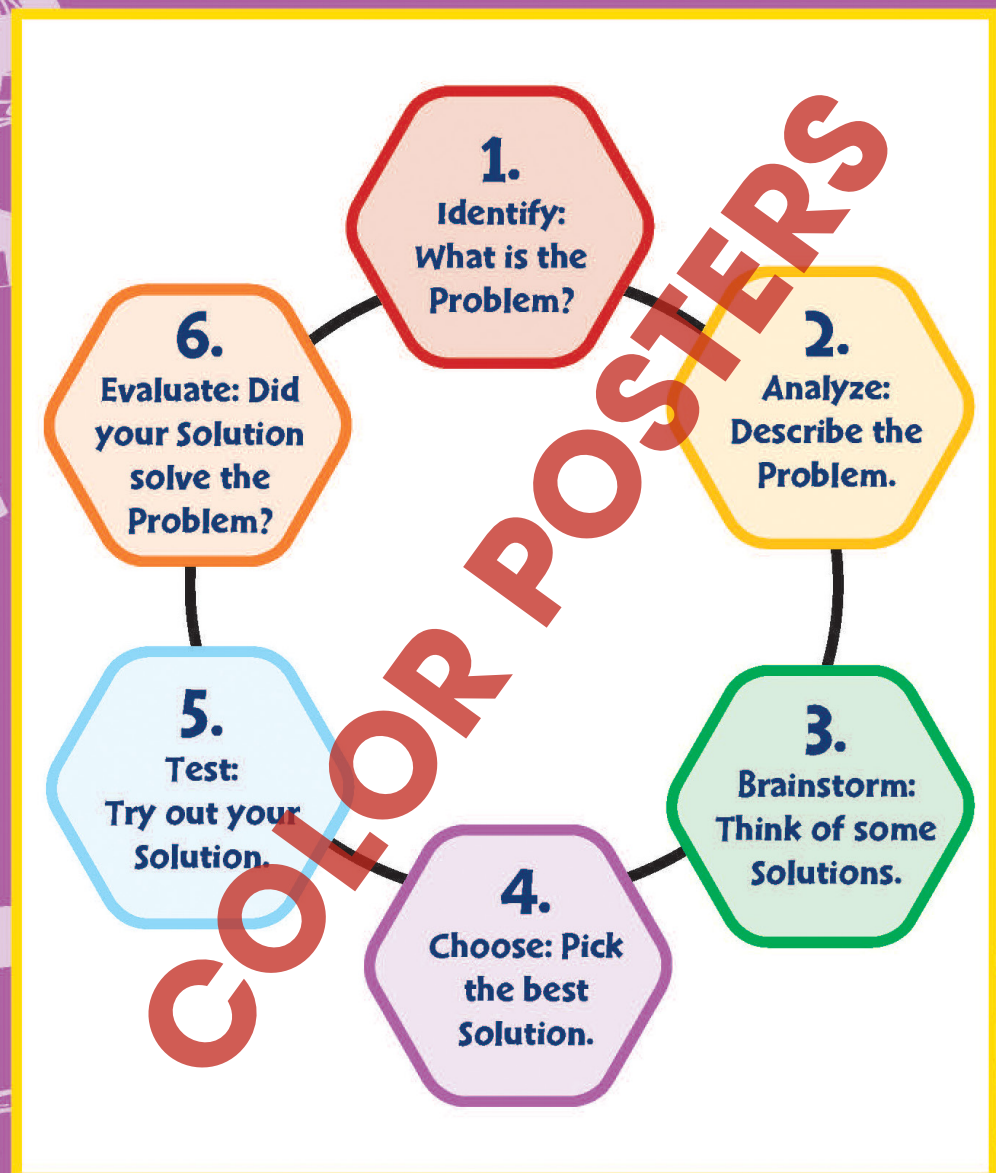 1.
Identify:
What is the
Problem?
2.
Analyze:
Describe the
Problem.
3.
Brainstorm:
Think of some
Solutions.
4.
Choose: Pick
the best
Solution.
5.
Test:
Try out your
Solution.
6.
Evaluate: Did
your Solution
solve the
Problem?
COLOR POSTERS